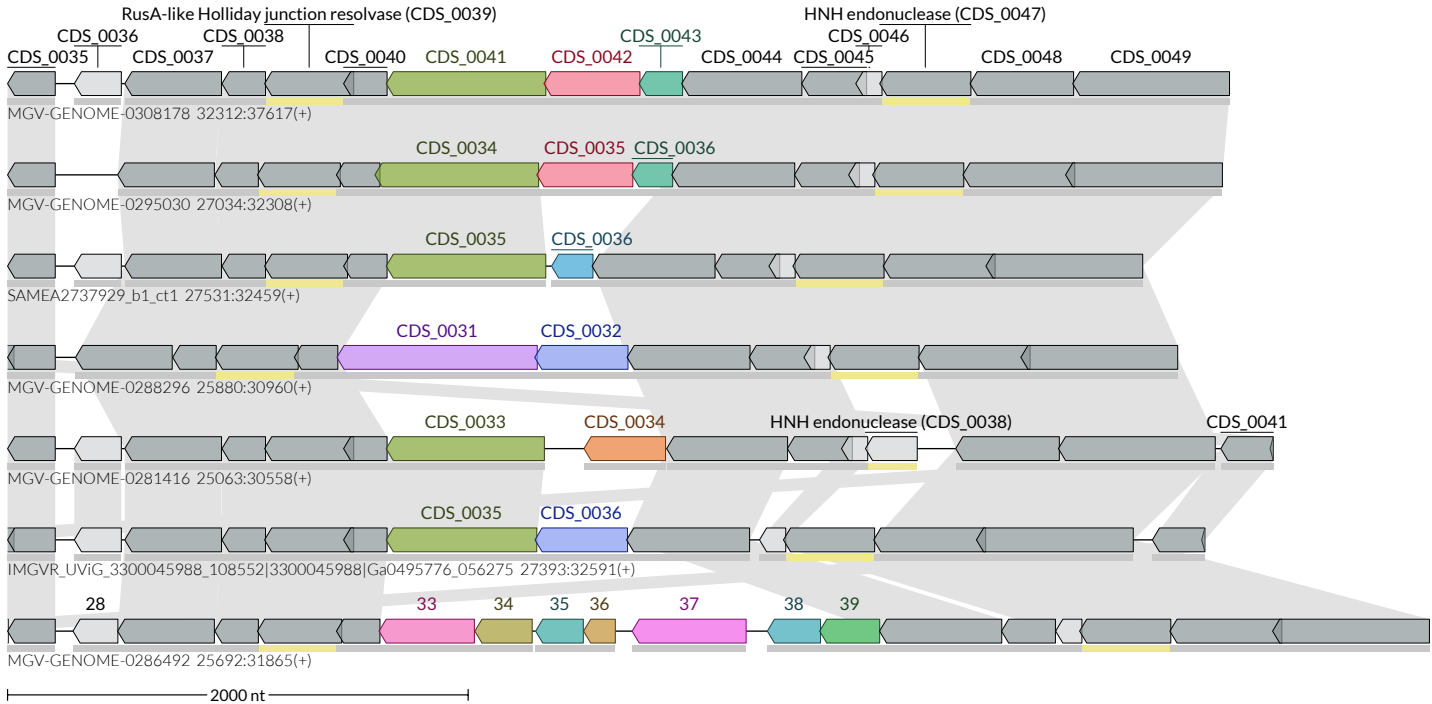 RusA-like Holliday junction resolvase (CDS_0039) HNH endonuclease (CDS_0047)
CDS_0036 CDS_0038 CDS_0043 CDS_0046
CDS_0035 CDS_0037 CDS_0040 CDS_0041 CDS_0042 CDS_0044 CDS_0045 CDS_0048 CDS_0049
MGV-GENOME-0308178 32312:37617(+)
CDS_0034 CDS_0035 CDS_0036
MGV-GENOME-0295030 27034:32308(+)
CDS_0035 CDS_0036
SAMEA2737929_b1_ct1 27531:32459(+)
CDS_0031 CDS_0032
MGV-GENOME-0288296 25880:30960(+)
CDS_0033 CDS_0034 HNH endonuclease (CDS_0038) CDS_0041
MGV-GENOME-0281416 25063:30558(+)
CDS_0035 CDS_0036
IMGVR_UViG_3300045988_108552|3300045988|Ga0495776_056275 27393:32591(+)
28 33 34 35 36 37 38 39
MGV-GENOME-0286492 25692:31865(+)
2000 nt